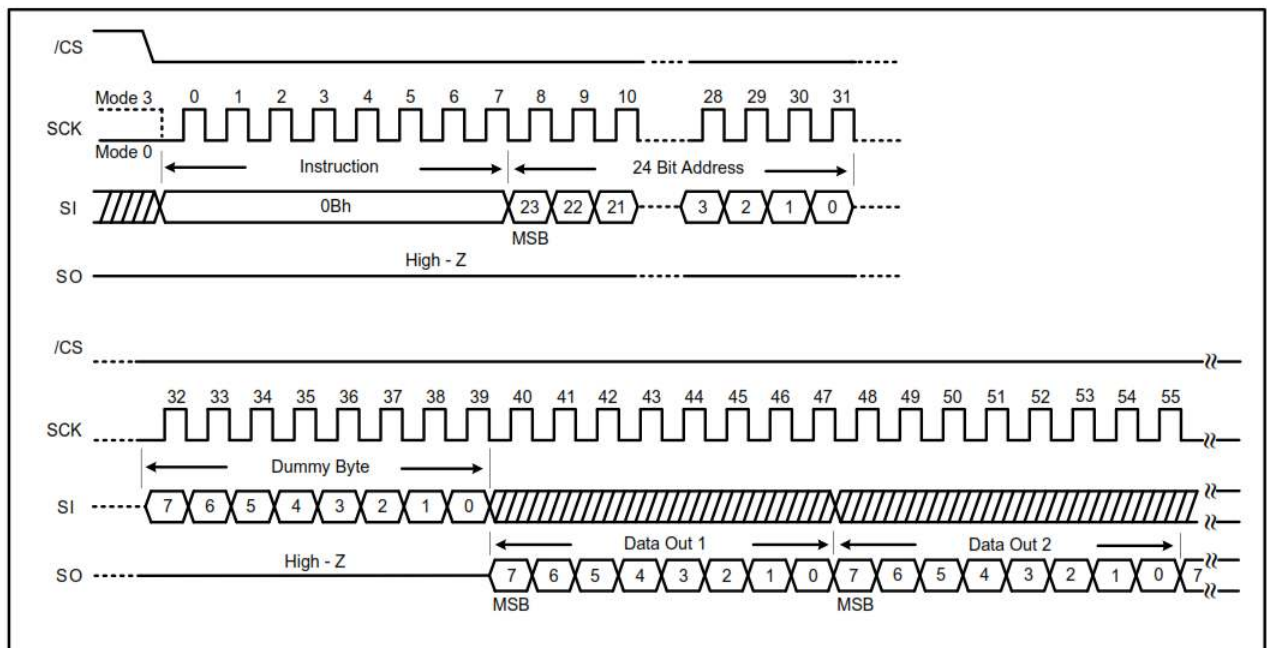 /CS
Mode 3 0 1 2 3 4 5 6 7 8 9 10 28 29 30 31
SCK
Mode 0
Instruction 24 Bit Address
SI 0Bh 23 22 21 3 2 1 0
MSB
High - Z
SO
/CS
32 33 34 35 36 37 38 39 40 41 42 43 44 45 46 47 48 49 50 51 52 53 54 55
SCK
Dummy Byte
SI 7 6 5 4 3 2 1 0
Data Out 1 Data Out 2
High - Z
SO 7 6 5 4 3 2 1 0 7 6 5 4 3 2 1 0 7
MSB MSB